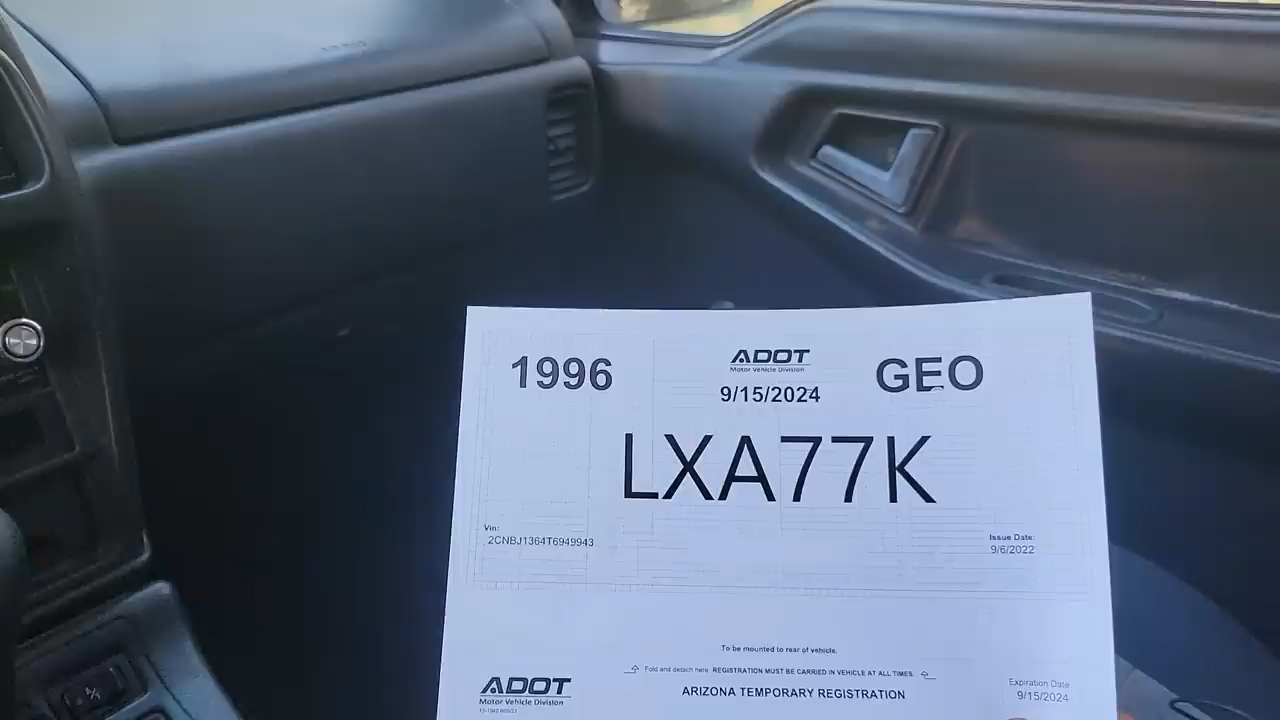 1996
ADOT
Motor Vehicle Division
GEO
9/15/2024
LXA77K
Vin:
2CNBJ1364T6949943
Issue Date:
9/6/2022
To be mounted to rear of vehicle.
Fold and detach here. REGISTRATION MUST BE CARRIED IN VEHICLE AT ALL TIMES.
ADOT
Motor Vehicle Division
ARIZONA TEMPORARY REGISTRATION
Expiration Date
9/15/2024